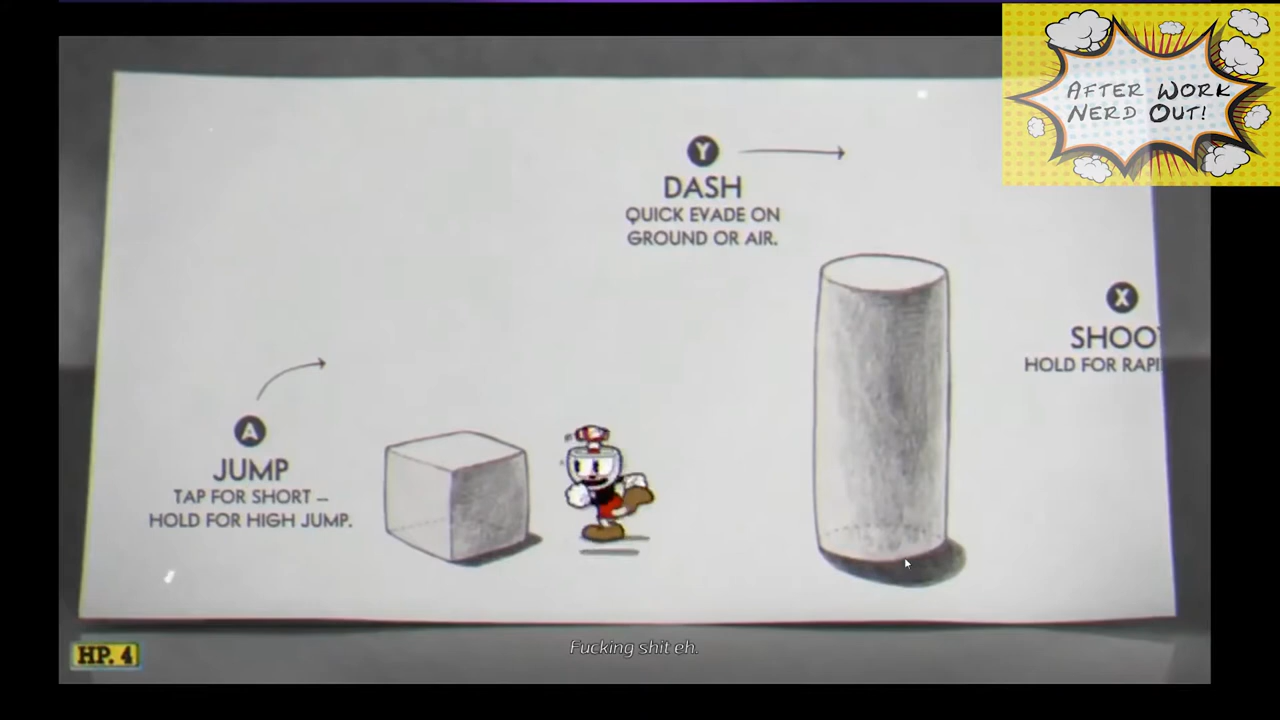 AFTER WORK
NERD OUT!
Y
DASH
QUICK EVADE ON
GROUND OR AIR.
X
SHOO
HOLD FOR RAPI
A
JUMP
TAP FOR SHORT –
HOLD FOR HIGH JUMP.
HP. 4
Fucking shit eh.